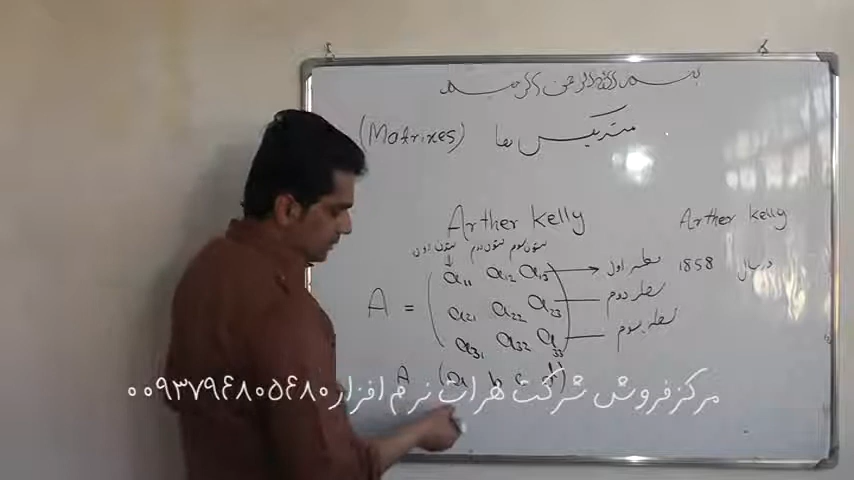 بسم الله الرحمن الرحیم
(Matrixes) متریکس ها
Arther kelly Arther kelly
در سال 1858
ستون اول ستون دوم ستون سوم
a₁₁ a₁₂ a₁₃ → سطر اول
A = a₂₁ a₂₂ a₂₃ سطر دوم
a₃₁ a₃₂ a₃₃ سطر سوم
A (a b c
مرکز فروش شرکت هرات نرم افزار ۰۰۹۳۷۹۴۸۰۵۴۸۰